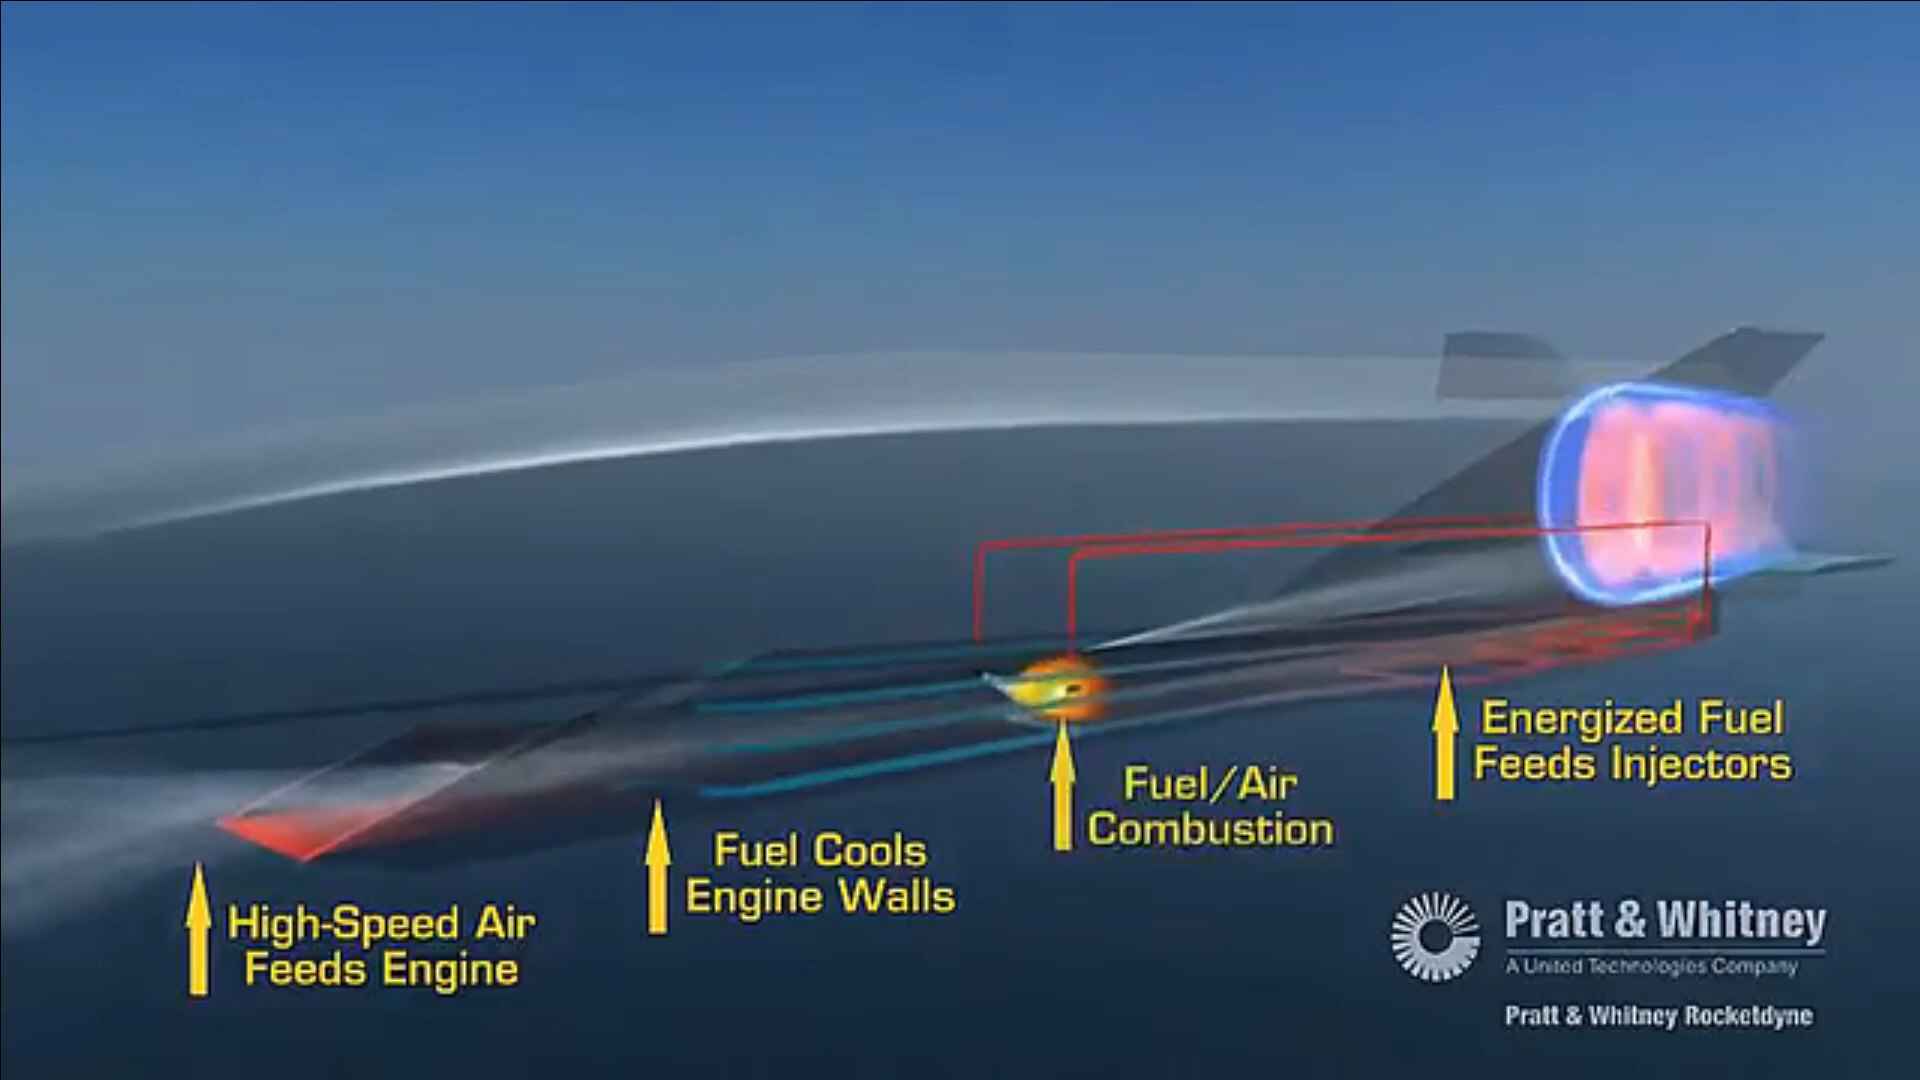 Energized Fuel
Feeds Injectors
Fuel/Air
Combustion
Fuel Cools
Engine Walls
High-Speed Air
Feeds Engine
Pratt & Whitney
A United Technologies Company
Pratt & Whitney Rocketdyne